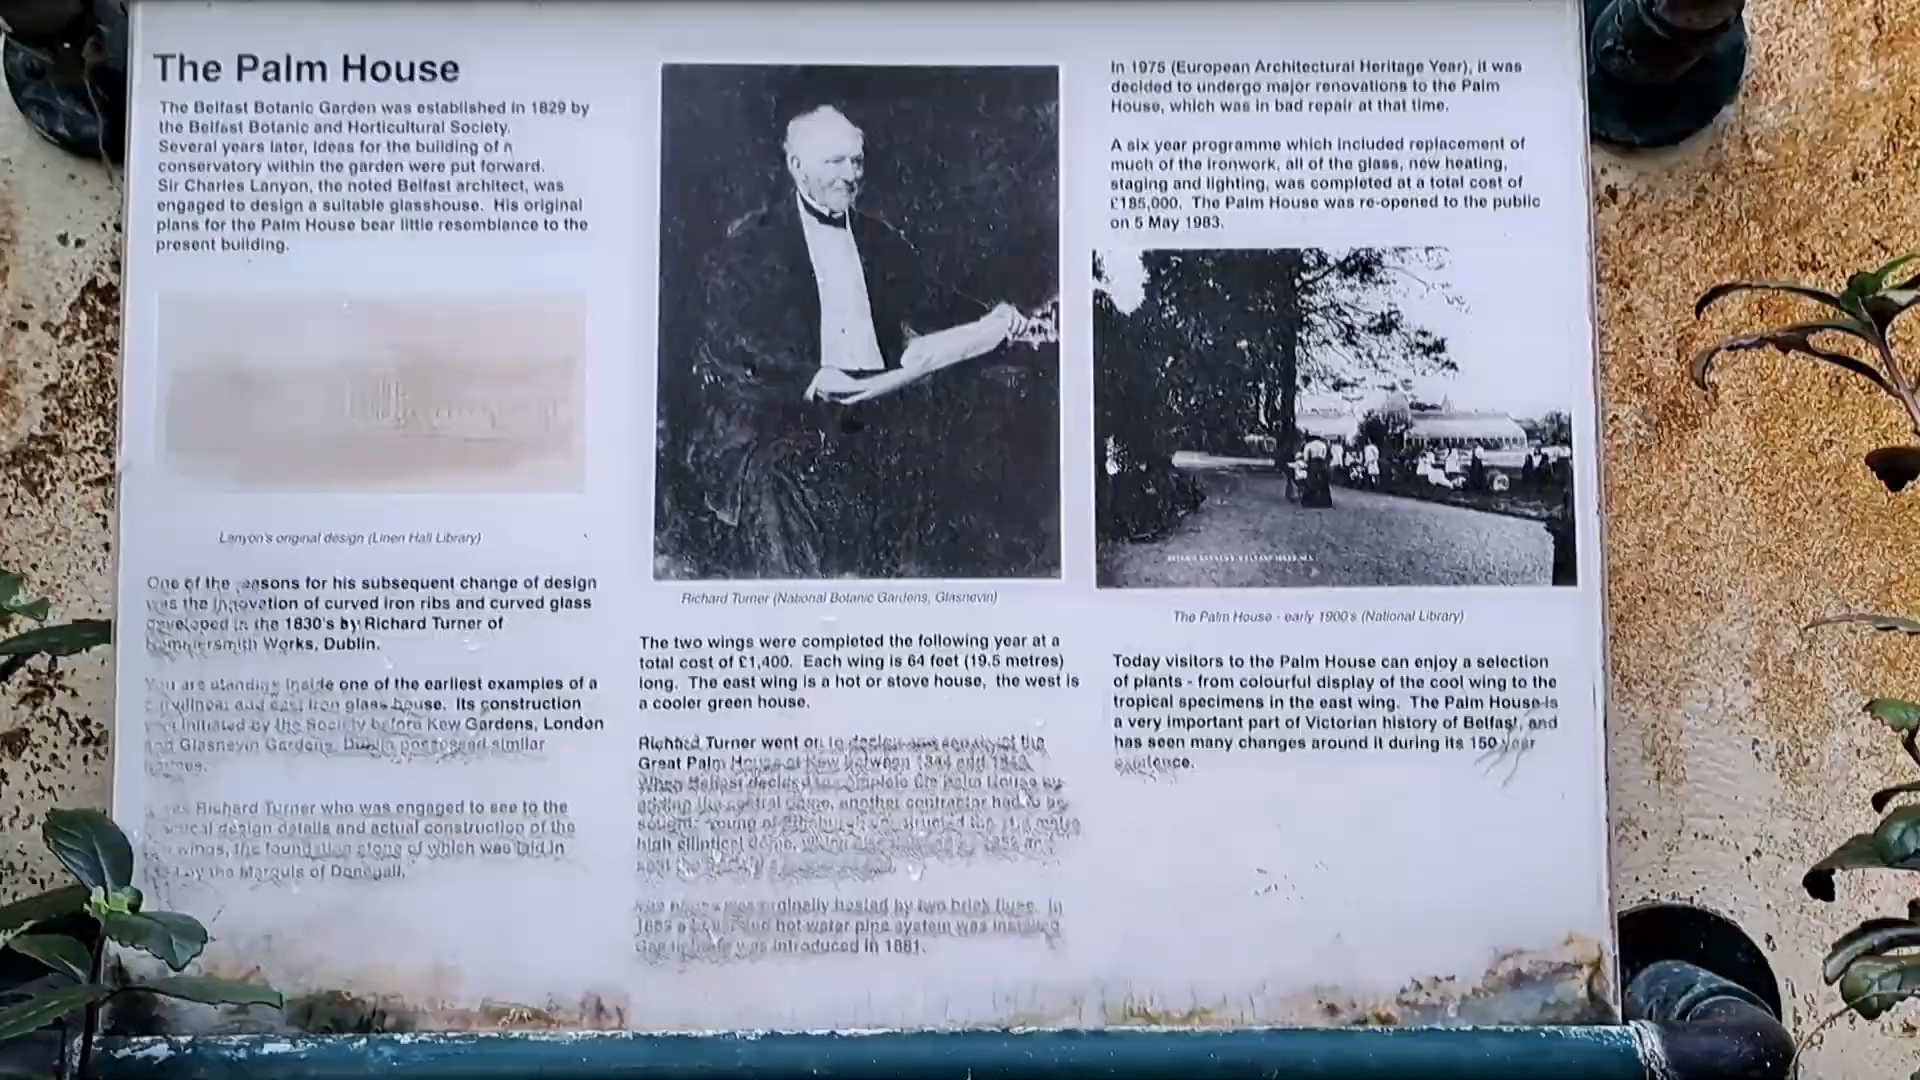 The Palm House
The Belfast Botanic Garden was established in 1829 by
the Belfast Botanic and Horticultural Society.
Several years later, ideas for the building of a
conservatory within the garden were put forward.
Sir Charles Lanyon, the noted Belfast architect, was
engaged to design a suitable glasshouse. His original
plans for the Palm House bear little resemblance to the
present building.
Lanyon's original design (Linen Hall Library)
One of the reasons for his subsequent change of design
was the innovation of curved iron ribs and curved glass
developed in the 1830's by Richard Turner of
Hammersmith Works, Dublin.
You are standing inside one of the earliest examples of a
curvilinear and cast iron glass house. Its construction
was initiated by the Society before Kew Gardens, London
and Glasnevin Gardens, Dublin possessed similar
Richard Turner who was engaged to see to the
design details and actual construction of the
wings, the foundation stone of which was laid in
by the Marquis of Donegall.
Richard Turner (National Botanic Gardens, Glasnevin)
The two wings were completed the following year at a
total cost of £1,400. Each wing is 64 feet (19.5 metres)
long. The east wing is a hot or stove house, the west is
a cooler green house.
Richard Turner went on to design and construct the
Great Palm House at Kew between 1844 and
When Belfast decided to complete the Palm House by
adding the central dome, another contractor had to be
sought: Young of
high elliptical dome,
originally heated by two brick flues. In
hot water pipe system was installed
was introduced in 1881.
In 1975 (European Architectural Heritage Year), it was
decided to undergo major renovations to the Palm
House, which was in bad repair at that time.
A six year programme which included replacement of
much of the ironwork, all of the glass, new heating,
staging and lighting, was completed at a total cost of
£185,000. The Palm House was re-opened to the public
on 5 May 1983.
The Palm House - early 1900's (National Library)
Today visitors to the Palm House can enjoy a selection
of plants - from colourful display of the cool wing to the
tropical specimens in the east wing. The Palm House is
a very important part of Victorian history of Belfast, and
has seen many changes around it during its 150 year
existence.